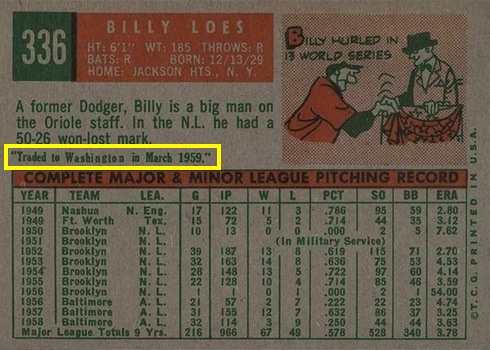 336
BILLY LOES
HT: 6'1" WT: 185 THROWS: R
BATS: R BORN: 12/13/29
HOME: JACKSON HTS., N. Y.
BILLY HURLED IN
3 WORLD SERIES
A former Dodger, Billy is a big man on
the Oriole staff. In the N.L. he had a
50-26 won-lost mark.
"Traded to Washington in March 1959."
COMPLETE MAJOR & MINOR LEAGUE PITCHING RECORD
YEAR TEAM LEA. G IP W L PCT SO BB ERA
1949 Nashua N. Eng. 17 122 11 3 .786 95 59 2.80
1949 Ft. Worth Tex. 15 72 5 2 .714 44 35
1950 Brooklyn N. L. 10 13 0 0 .000 2 5 7.62
1951 Brooklyn (In Military Service)
1952 Brooklyn N. L. 39 187 13 8 .619 115 71 2.70
1953 Brooklyn N. L. 32 163 14 8 .636 75 53 4.53
1954 Brooklyn N. L. 28 148 13 5 .722 97 60 4.14
1955 Brooklyn N. L. 22 128 10 4 .714 46
1956 Brooklyn N. L. 1 1 0 1 .000 2 1 54.00
1956 Baltimore A. L. 21 57 2 7 .222 22 23 4.74
1957 Baltimore A. L. 31 155 12 7 .632 86 37 3.25
1958 Baltimore A. L. 32 114 3 9 .250 44 44 3.63
Major League Totals 9 Yrs. 216 966 67 49 .578 528 340 3.78
©T.C.G. PRINTED IN U.S.A.